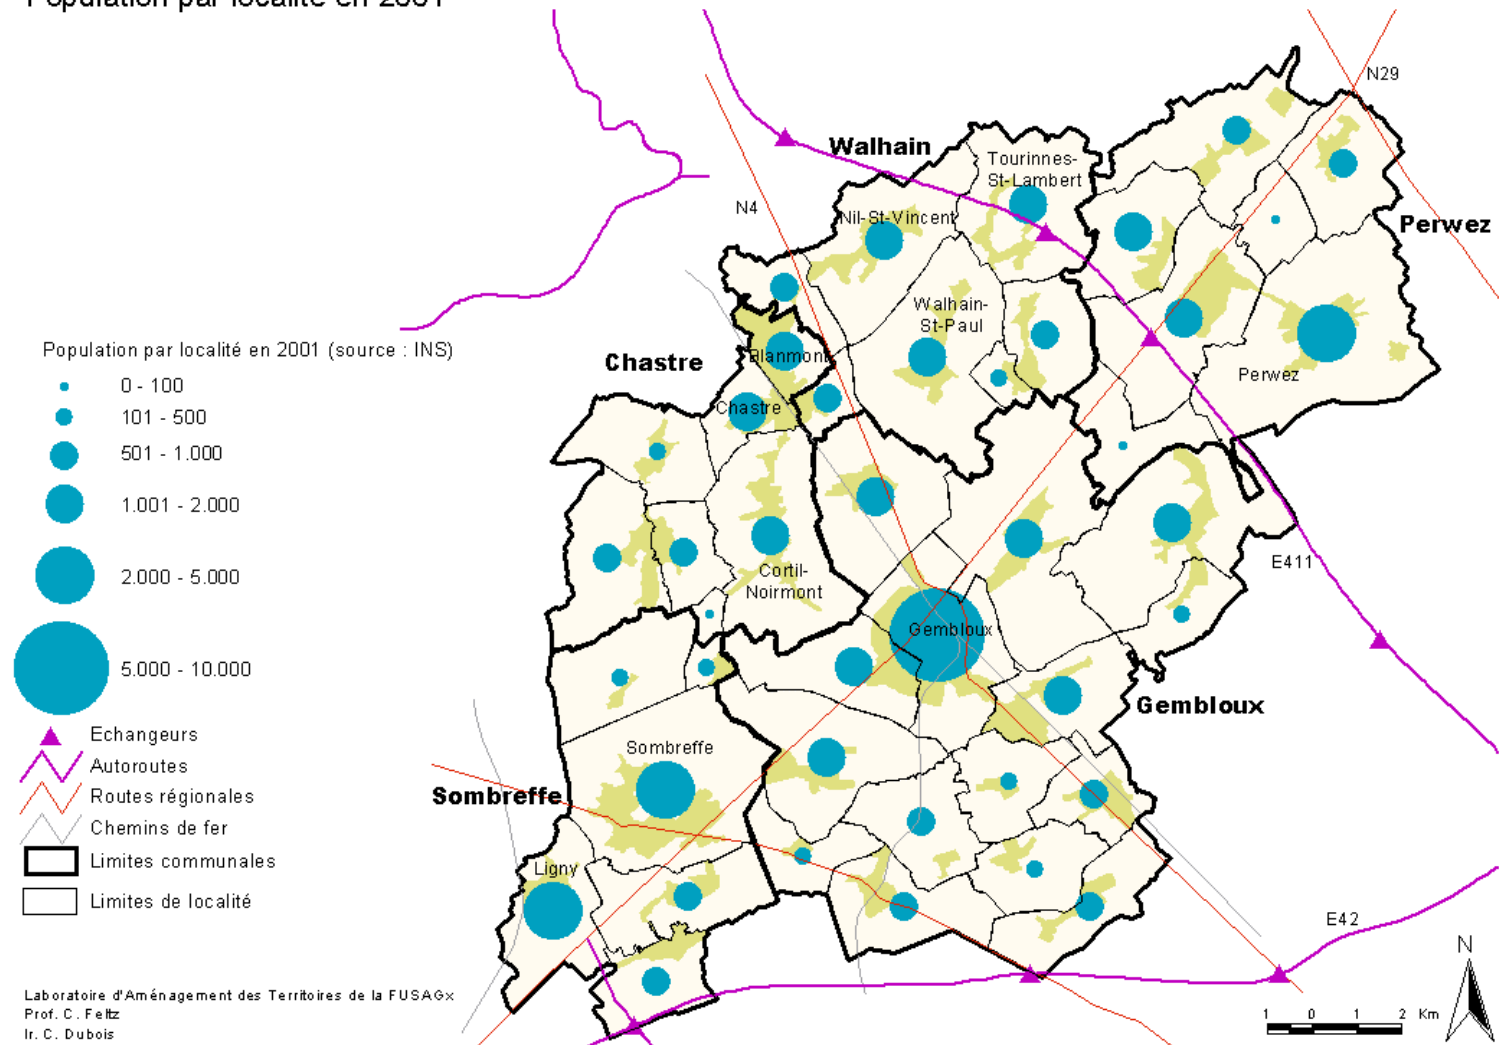 Population par localité en 2001
N29
Walhain
Tourinnes-
St-Lambert
N4
Nil-St-Vincent
Perwez
Walhain-
St-Paul
Population par localité en 2001 (source : INS)
Chastre
Blanmont
Perwez
0 - 100
Chastre
101 - 500
501 - 1.000
1.001 - 2.000
E411
2.000 - 5.000
Cortil-
Noirmont
Gembloux
5.000 - 10.000
Gembloux
Echangeurs
Sombreffe
Autoroutes
Sombreffe
Routes régionales
Chemins de fer
Limites communales
Ligny
Limites de localité
E42
N
Laboratoire d'Aménagement des Territoires de la FUSAGx
Prof. C. Feltz
Ir. C. Dubois
1 0 1 2 Km